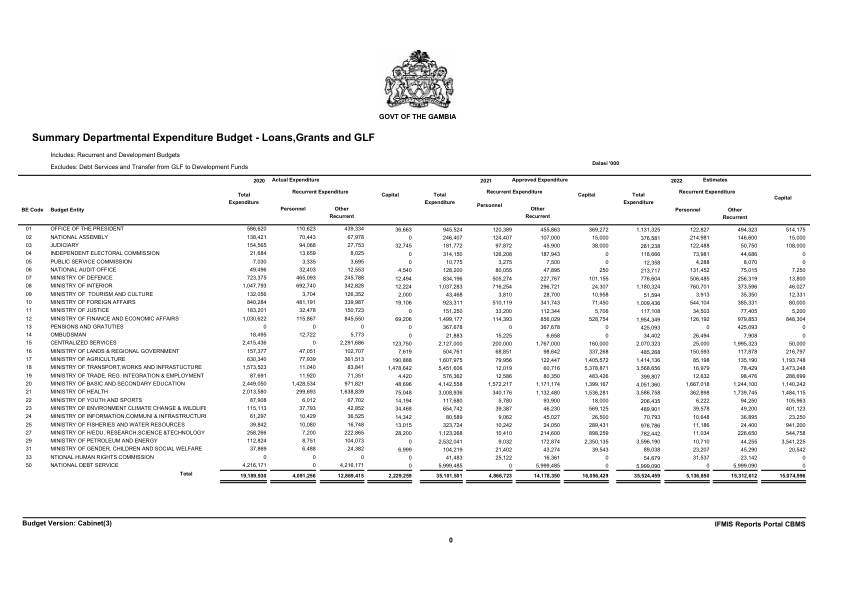 GOVT OF THE GAMBIA
Summary Departmental Expenditure Budget - Loans,Grants and GLF
Includes: Recurrent and Development Budgets
Excludes: Debt Services and Transfer from GLF to Development Funds
Dalasi '000
2020 Actual Expenditure 2021 Approved Expenditure 2022 Estimates
Total Expenditure Recurrent Expenditure Capital Total Expenditure Recurrent Expenditure Capital Total Expenditure Recurrent Expenditure Capital
BE Code Budget Entity Personnel Other Recurrent Personnel Other Recurrent Personnel Other Recurrent
01 OFFICE OF THE PRESIDENT 586,620 110,623 439,334 36,663 945,524 120,389 455,863 369,272 1,131,325 122,827 494,323 514,175
02 NATIONAL ASSEMBLY 138,421 70,443 67,978 0 246,407 124,407 107,000 15,000 376,581 214,981 146,600 15,000
03 JUDICIARY 154,565 94,068 27,753 32,745 181,772 97,872 45,900 38,000 281,238 122,488 50,750 108,000
04 INDEPENDENT ELECTORAL COMMISSION 21,684 13,659 8,025 0 314,150 126,208 187,943 0 118,666 73,981 44,686 0
05 PUBLIC SERVICE COMMISSION 7,030 3,335 3,695 0 10,775 3,275 7,500 0 12,358 4,288 8,070 0
06 NATIONAL AUDIT OFFICE 49,496 32,403 12,553 4,540 128,200 80,055 47,895 250 213,717 131,452 75,015 7,250
07 MINISTRY OF DEFENCE 723,375 465,093 245,788 12,494 834,196 505,274 227,767 101,155 776,604 506,486 256,319 13,800
08 MINISTRY OF INTERIOR 1,047,793 692,740 342,828 12,224 1,037,283 716,254 296,721 24,307 1,180,324 760,701 373,596 46,027
09 MINISTRY OF TOURISM AND CULTURE 132,056 3,704 126,352 2,000 43,468 3,810 28,700 10,958 51,594 3,913 35,350 12,331
10 MINISTRY OF FOREIGN AFFAIRS 840,284 481,191 339,987 19,106 923,311 510,119 341,743 71,450 1,009,436 544,104 385,331 80,000
11 MINISTRY OF JUSTICE 183,201 32,478 150,723 0 151,250 33,200 112,344 5,706 117,108 34,503 77,405 5,200
12 MINISTRY OF FINANCE AND ECONOMIC AFFAIRS 1,030,622 115,867 845,550 69,206 1,499,177 114,393 856,029 528,754 1,954,349 126,192 979,853 848,304
13 PENSIONS AND GRATUTIES 0 0 0 0 367,678 0 367,678 0 425,093 0 425,093 0
14 OMBUDSMAN 18,495 12,722 5,773 0 21,883 15,225 6,658 0 34,402 26,494 7,908 0
15 CENTRALIZED SERVICES 2,415,436 0 2,291,686 123,750 2,127,000 200,000 1,767,000 160,000 2,070,323 25,000 1,995,323 50,000
16 MINISTRY OF LANDS & REGIONAL GOVERNMENT 157,377 47,051 102,707 7,619 504,761 68,851 98,642 337,268 485,268 150,593 117,878 216,797
17 MINISTRY OF AGRICULTURE 630,340 77,939 361,513 190,888 1,607,975 79,956 122,447 1,405,572 1,414,136 85,198 135,190 1,193,748
18 MINISTRY OF TRANSPORT,WORKS AND INFRASTUCTURE 1,573,523 11,040 83,841 1,478,642 5,451,606 12,019 60,716 5,378,871 3,568,656 16,979 78,429 3,473,248
19 MINISTRY OF TRADE, REG. INTEGRATION & EMPLOYMENT 87,691 11,920 71,351 4,420 576,362 12,586 80,350 483,426 399,807 12,632 98,476 288,699
20 MINISTRY OF BASIC AND SECONDARY EDUCATION 2,449,050 1,428,534 971,821 48,696 4,142,558 1,572,217 1,171,174 1,399,167 4,051,360 1,667,018 1,244,100 1,140,242
21 MINISTRY OF HEALTH 2,013,580 299,693 1,638,839 75,048 3,008,936 340,176 1,132,480 1,536,281 3,586,758 362,898 1,739,745 1,484,115
22 MINISTRY OF YOUTH AND SPORTS 87,908 6,012 67,702 14,194 117,680 5,780 93,900 18,000 206,435 6,222 94,250 105,963
23 MINISTRY OF ENVIRONMENT CLIMATE CHANGE & WILDLIFI 115,113 37,793 42,852 34,468 654,742 39,387 46,230 569,125 489,901 39,578 49,200 401,123
24 MINISTRY OF INFORMATION,COMMUNI & INFRASTRUCTURI 61,297 10,429 36,525 14,342 80,589 9,062 45,027 26,500 70,793 10,648 36,895 23,250
25 MINISTRY OF FISHERIES AND WATER RESOURCES 39,842 10,080 16,748 13,015 323,724 10,242 24,050 289,431 976,786 11,186 24,400 941,200
27 MINISTRY OF H/EDU, RESEARCH,SCIENCE &TECHNOLOGY 258,266 7,200 222,865 28,200 1,123,268 10,410 214,600 898,259 782,442 11,034 226,650 544,758
29 MINISTRY OF PETROLEUM AND ENERGY 112,824 8,751 104,073 0 2,532,041 9,032 172,874 2,350,135 3,596,190 10,710 44,255 3,541,225
31 MINISTRY OF GENDER, CHILDREN AND SOCIAL WELFARE 37,869 6,488 24,382 6,999 104,219 21,402 43,274 39,543 89,038 23,207 45,290 20,542
33 NTIONAL HUMAN RIGHTS COMMISSION 0 0 0 0 41,483 25,122 16,361 0 54,679 31,537 23,142 0
50 NATIONAL DEBT SERVICE 4,216,171 0 4,216,171 0 5,999,485 0 5,999,485 0 5,999,090 0 5,999,090 0
Total 19,189,930 4,091,256 12,869,415 2,229,259 35,101,501 4,866,723 14,178,350 16,056,429 35,524,459 5,136,850 15,312,612 15,074,996
Budget Version: Cabinet(3) IFMIS Reports Portal CBMS
0